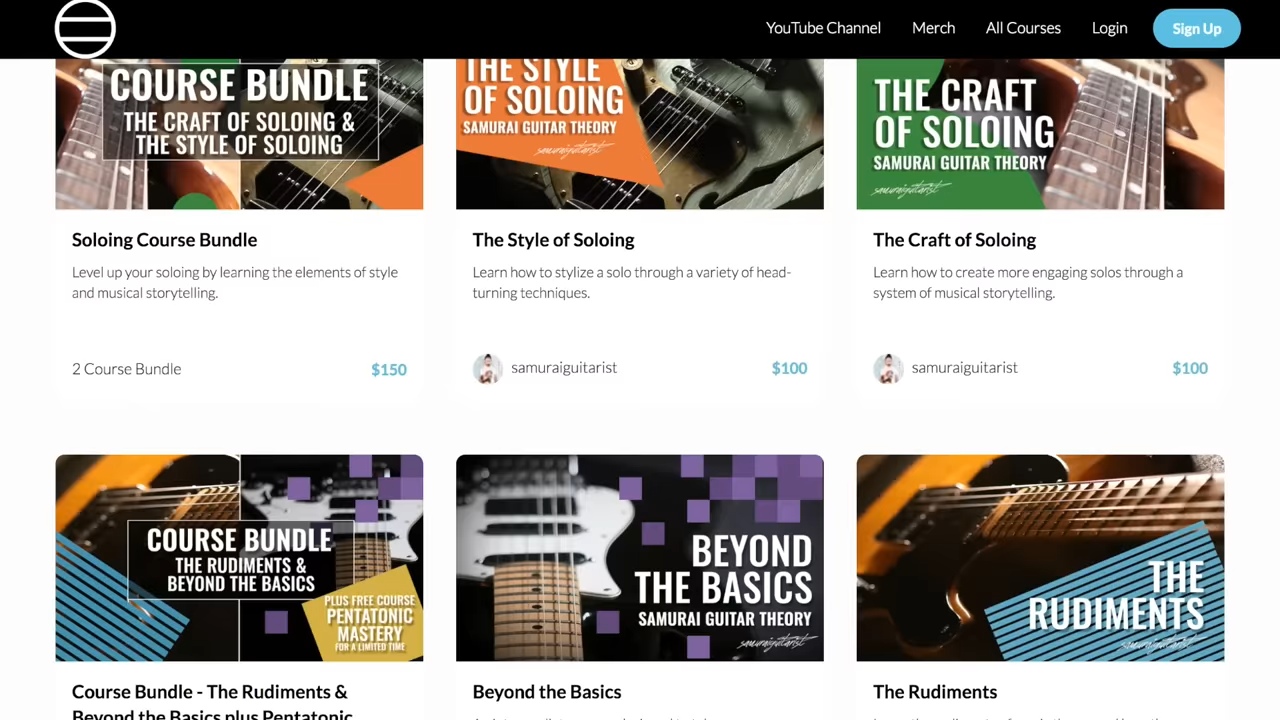 YouTube Channel
Merch
All Courses
Login
Sign Up
COURSE BUNDLE
THE CRAFT OF SOLOING &
THE STYLE OF SOLOING
THE STYLE
OF SOLOING
SAMURAI GUITAR THEORY
samuraiguitarist
THE CRAFT
OF SOLOING
SAMURAI GUITAR THEORY
samuraiguitarist
Soloing Course Bundle
Level up your soloing by learning the elements of style
and musical storytelling.
2 Course Bundle
$150
The Style of Soloing
Learn how to stylize a solo through a variety of head-
turning techniques.
samuraiguitarist
$100
The Craft of Soloing
Learn how to create more engaging solos through a
system of musical storytelling.
samuraiguitarist
$100
COURSE BUNDLE
THE RUDIMENTS &
BEYOND THE BASICS
PLUS FREE COURSE
PENTATONIC
MASTERY
FOR A LIMITED TIME
BEYOND
THE BASICS
SAMURAI GUITAR THEORY
samuraiguitarist
THE
RUDIMENTS
samuraiguitarist
Course Bundle - The Rudiments &
Beyond the Basics plus Pentatonic
Beyond the Basics
The Rudiments